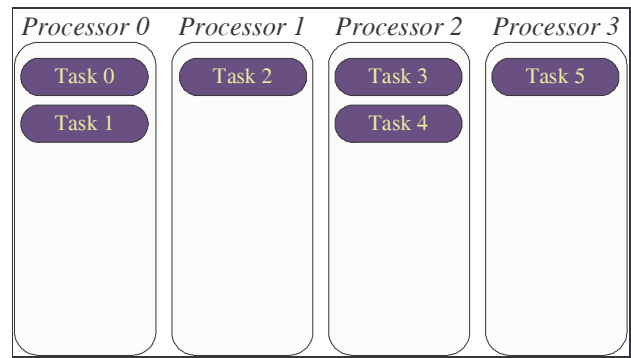 Processor 0 Processor 1 Processor 2 Processor 3
Task 0 Task 2 Task 3 Task 5
Task 1 Task 4